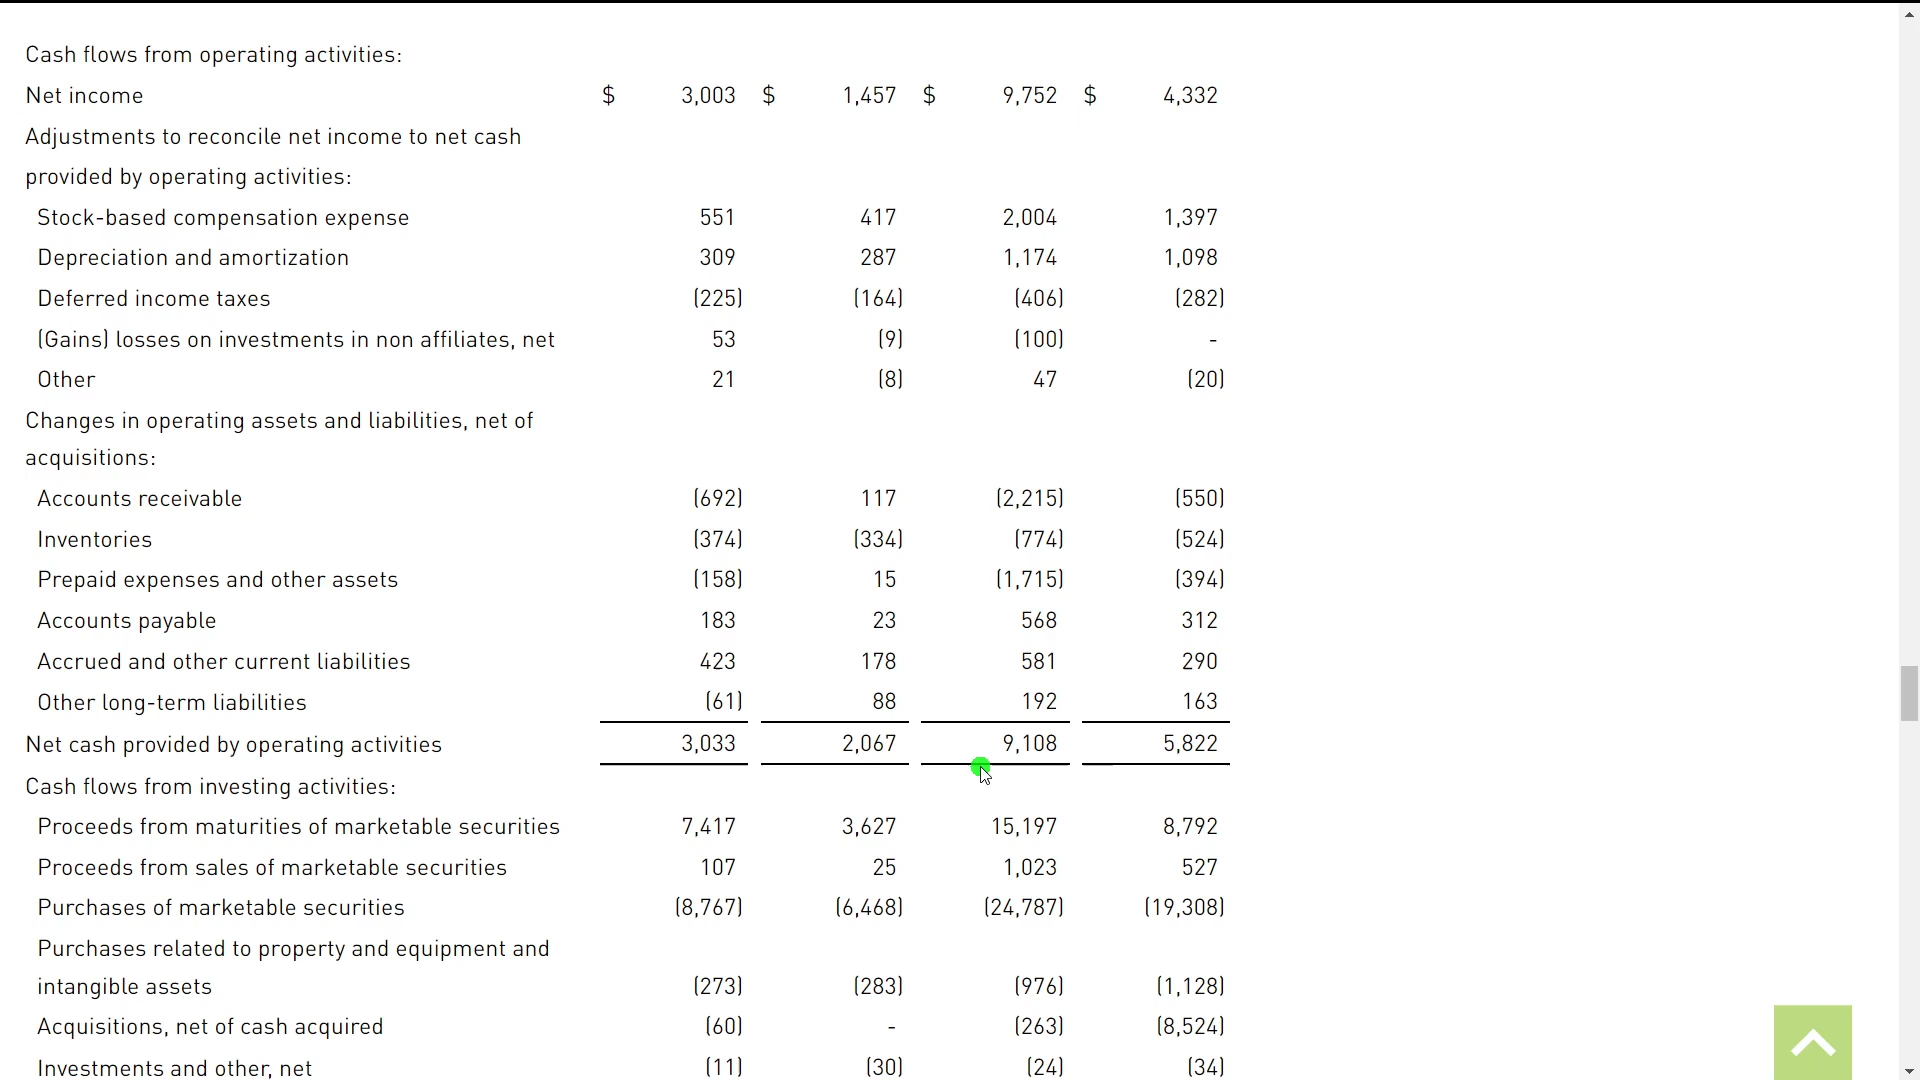 Cash flows from operating activities:
Net income $ 3,003 $ 1,457 $ 9,752 $ 4,332
Adjustments to reconcile net income to net cash
provided by operating activities:
Stock-based compensation expense 551 417 2,004 1,397
Depreciation and amortization 309 287 1,174 1,098
Deferred income taxes (225) (164) (406) (282)
(Gains) losses on investments in non affiliates, net 53 (9) (100) -
Other 21 (8) 47 (20)
Changes in operating assets and liabilities, net of
acquisitions:
Accounts receivable (692) 117 (2,215) (550)
Inventories (374) (334) (774) (524)
Prepaid expenses and other assets (158) 15 (1,715) (394)
Accounts payable 183 23 568 312
Accrued and other current liabilities 423 178 581 290
Other long-term liabilities (61) 88 192 163
Net cash provided by operating activities 3,033 2,067 9,108 5,822
Cash flows from investing activities:
Proceeds from maturities of marketable securities 7,417 3,627 15,197 8,792
Proceeds from sales of marketable securities 107 25 1,023 527
Purchases of marketable securities (8,767) (6,468) (24,787) (19,308)
Purchases related to property and equipment and
intangible assets (273) (283) (976) (1,128)
Acquisitions, net of cash acquired (60) - (263) (8,524)
Investments and other, net (11) (30) (24) (34)